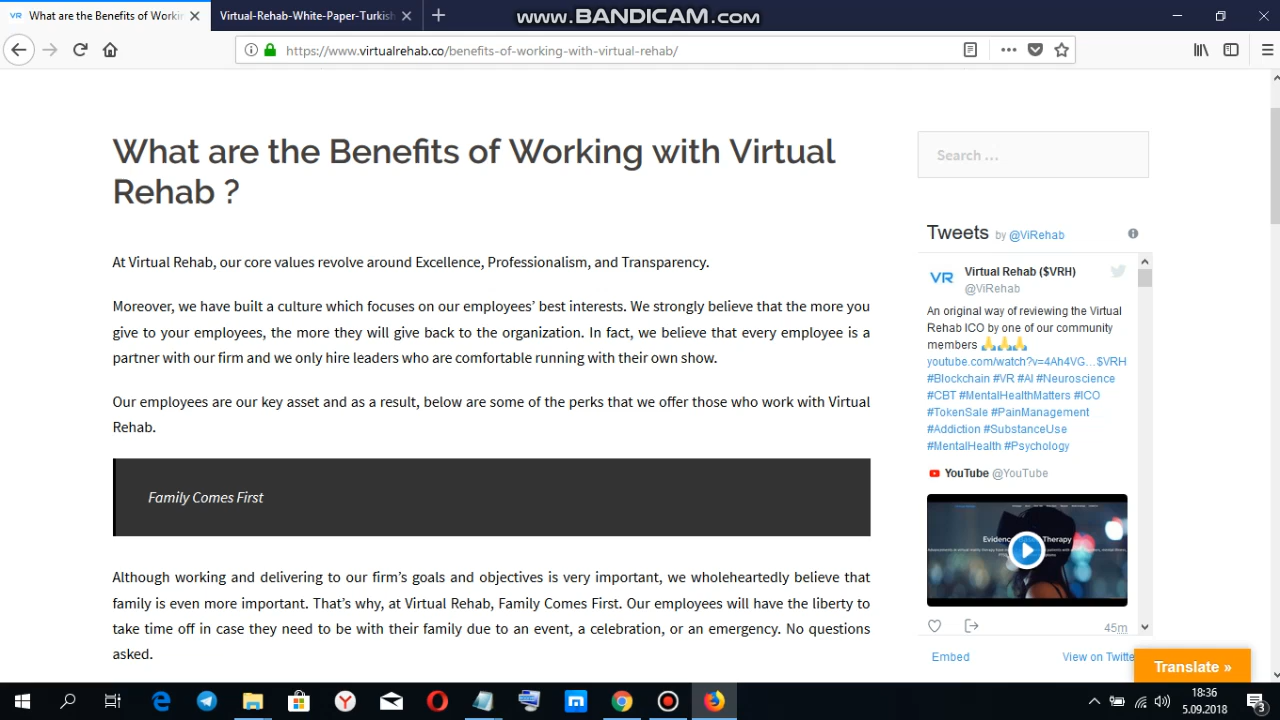 www.BANDICAM.com
VR What are the Benefits of Workin
Virtual-Rehab-White-Paper-Turkish
https://www.virtualrehab.co/benefits-of-working-with-virtual-rehab/
What are the Benefits of Working with Virtual
Rehab ?
At Virtual Rehab, our core values revolve around Excellence, Professionalism, and Transparency.
Moreover, we have built a culture which focuses on our employees’ best interests. We strongly believe that the more you
give to your employees, the more they will give back to the organization. In fact, we believe that every employee is a
partner with our firm and we only hire leaders who are comfortable running with their own show.
Our employees are our key asset and as a result, below are some of the perks that we offer those who work with Virtual
Rehab.
Family Comes First
Although working and delivering to our firm’s goals and objectives is very important, we wholeheartedly believe that
family is even more important. That’s why, at Virtual Rehab, Family Comes First. Our employees will have the liberty to
take time off in case they need to be with their family due to an event, a celebration, or an emergency. No questions
asked.
Search …
Tweets by @ViRehab
VR
Virtual Rehab ($VRH)
@ViRehab
An original way of reviewing the Virtual
Rehab ICO by one of our community
members 🙏🙏🙏
youtube.com/watch?v=4Ah4VG… $VRH
#Blockchain #VR #AI #Neuroscience
#CBT #MentalHealthMatters #ICO
#TokenSale #PainManagement
#Addiction #SubstanceUse
#MentalHealth #Psychology
YouTube @YouTube
45m
Embed
View on Twitte
Translate »
18:36
5.09.2018
3